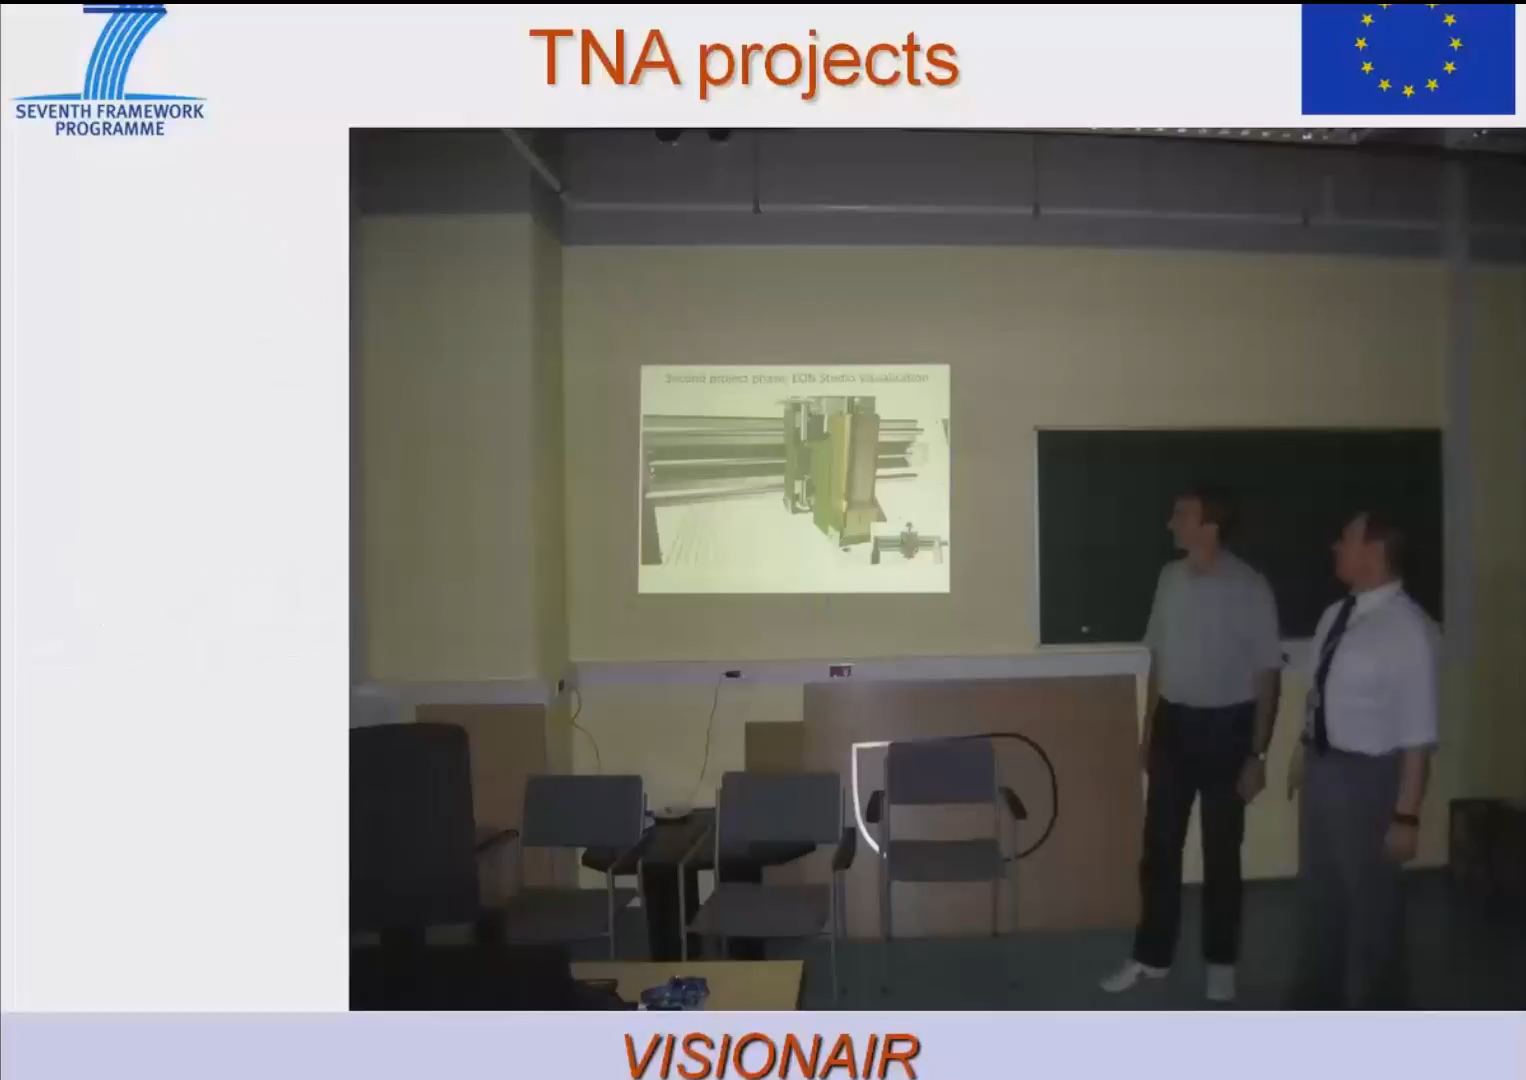 TNA projects
SEVENTH FRAMEWORK
PROGRAMME
Second project phase: EON Studio Visualisation
VISIONAIR